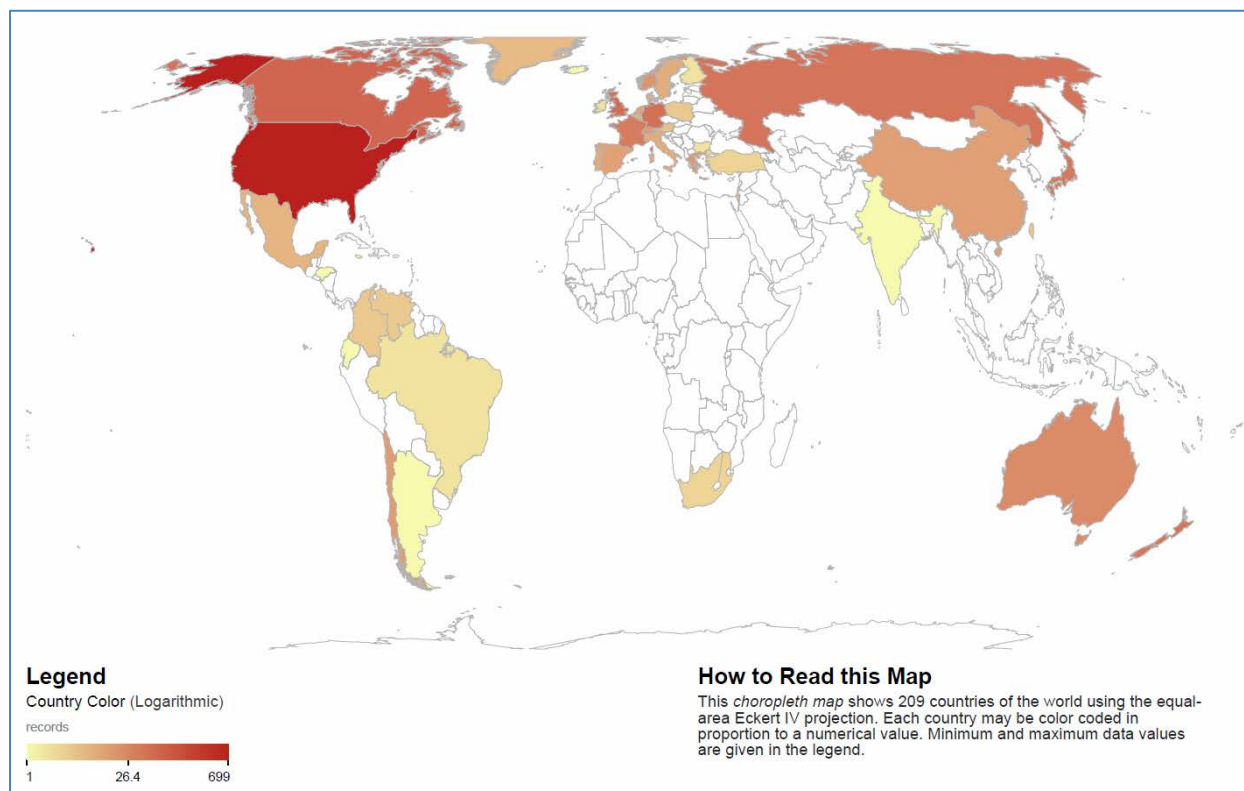 Legend
Country Color (Logarithmic)
records
1 26.4 699
How to Read this Map
This choropleth map shows 209 countries of the world using the equal-
area Eckert IV projection. Each country may be color coded in
proportion to a numerical value. Minimum and maximum data values
are given in the legend.